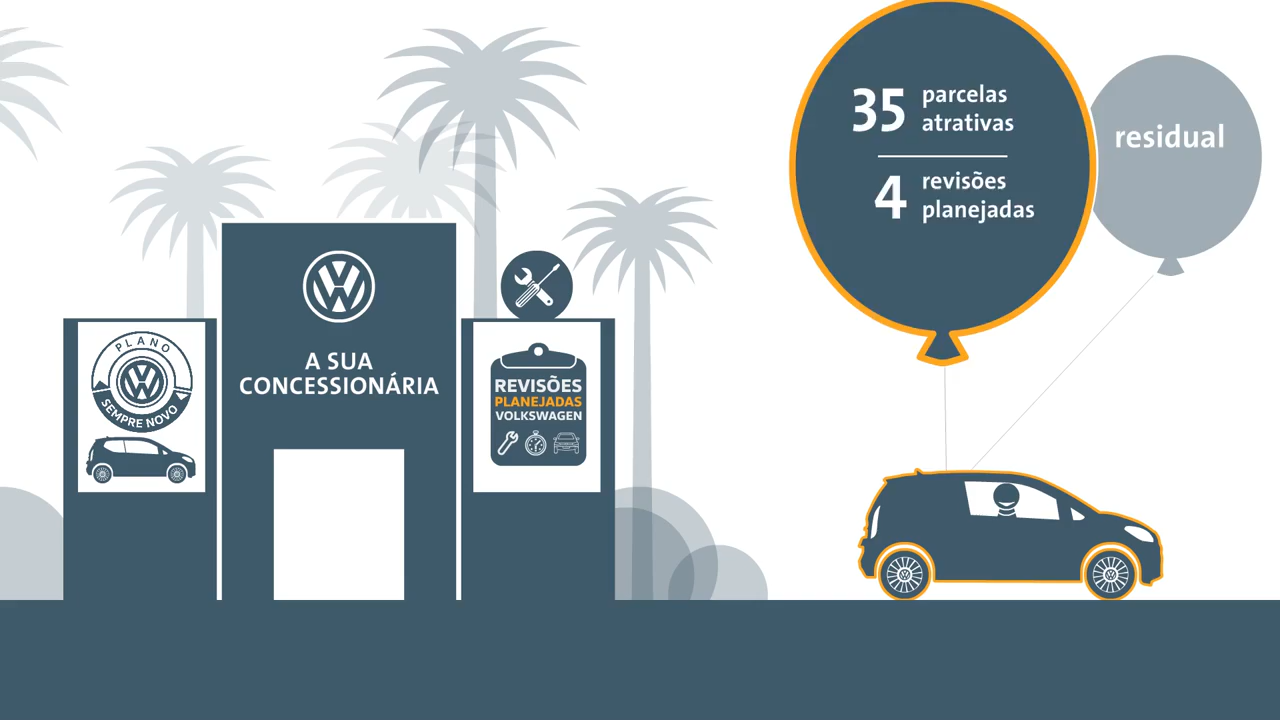 PLANO
SEMPRE NOVO
A SUA
CONCESSIONÁRIA
REVISÕES
PLANEJADAS
VOLKSWAGEN
35 parcelas
atrativas
4 revisões
planejadas
residual